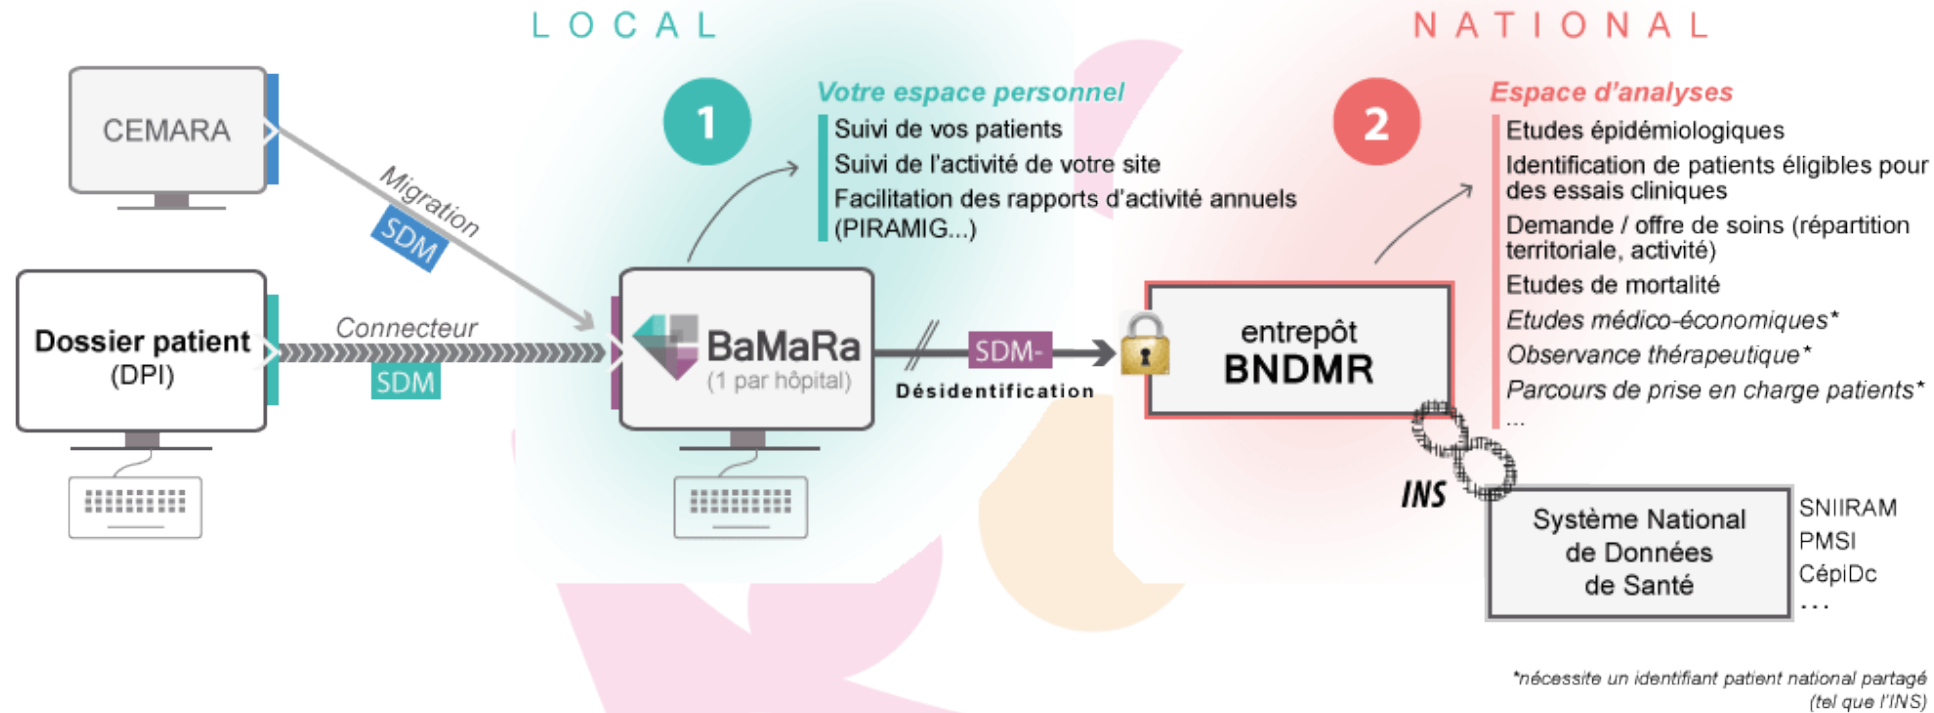 LOCAL
NATIONAL
CEMARA
Migration
SDM
Dossier patient
(DPI)
Connecteur
SDM
1
Votre espace personnel
Suivi de vos patients
Suivi de l'activité de votre site
Facilitation des rapports d'activité annuels
(PIRAMIG...)
BaMaRa
(1 par hôpital)
SDM-
Désidentification
2
Espace d'analyses
Etudes épidémiologiques
Identification de patients éligibles pour
des essais cliniques
Demande / offre de soins (répartition
territoriale, activité)
Etudes de mortalité
Etudes médico-économiques*
Observance thérapeutique*
Parcours de prise en charge patients*
...
entrepôt
BNDMR
INS
Système National
de Données
de Santé
SNIIRAM
PMSI
CépiDc
...
*nécessite un identifiant patient national partagé
(tel que l'INS)